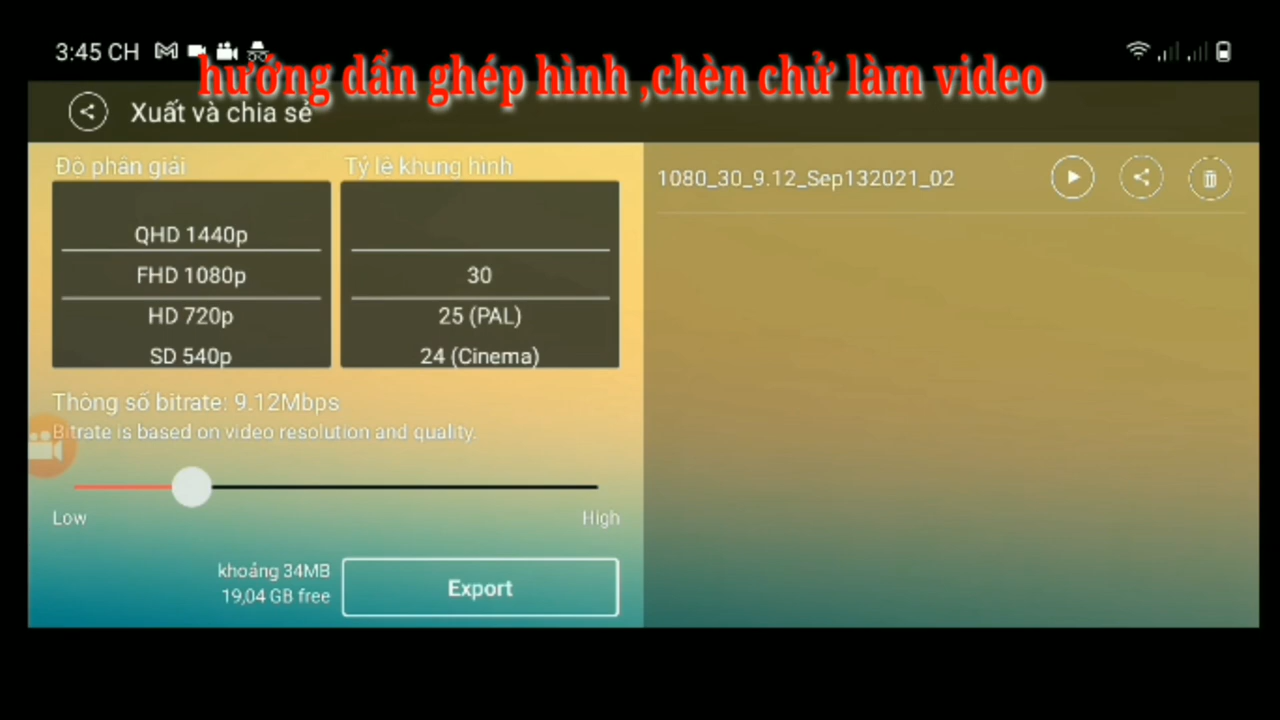 3:45 CH
hướng dẩn ghép hình ,chèn chử làm video
Xuất và chia sẻ
Độ phân giải
Tỷ lệ khung hình
QHD 1440p
FHD 1080p
HD 720p
SD 540p
30
25 (PAL)
24 (Cinema)
Thông số bitrate: 9.12Mbps
Bitrate is based on video resolution and quality.
Low
High
khoảng 34MB
19,04 GB free
Export
1080_30_9.12_Sep132021_02